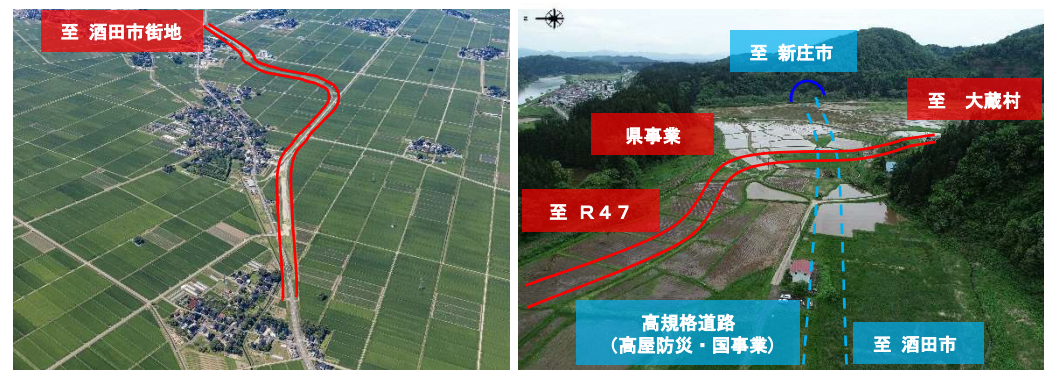 至 酒田市街地
至 新庄市
至 大蔵村
県事業
至 R47
高規格道路
(高屋防災・国事業)
至 酒田市